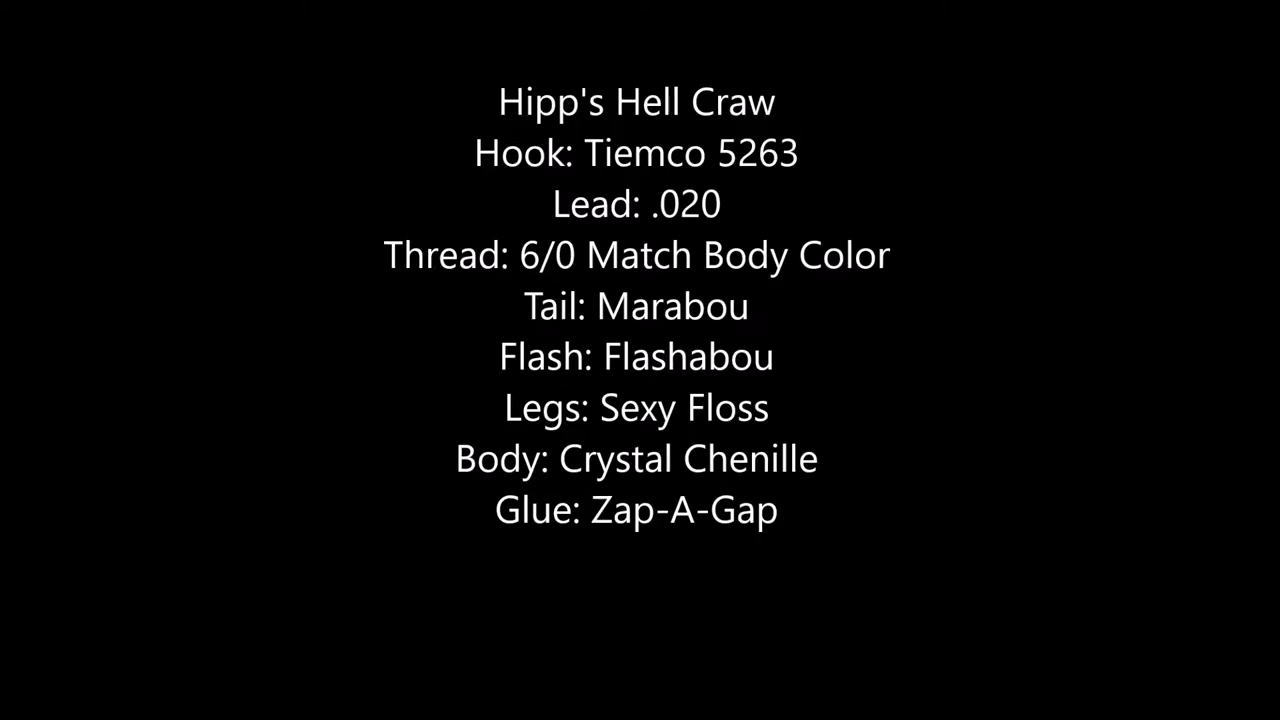 Hipp's Hell Craw
Hook: Tiemco 5263
Lead: .020
Thread: 6/0 Match Body Color
Tail: Marabou
Flash: Flashabou
Legs: Sexy Floss
Body: Crystal Chenille
Glue: Zap-A-Gap